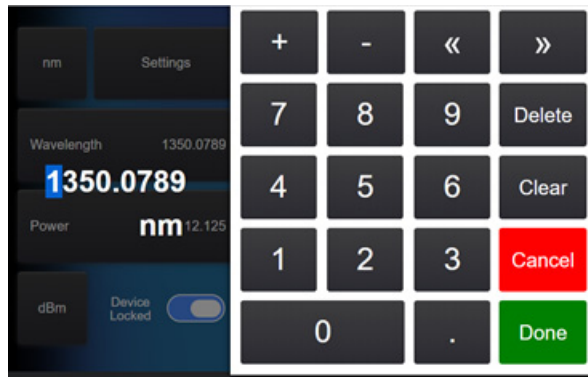 nm Settings
Wavelength 1350.0789
1350.0789
nm
Power 12.125
dBm Device Locked
+ - « »
7 8 9 Delete
4 5 6 Clear
1 2 3 Cancel
0 . Done